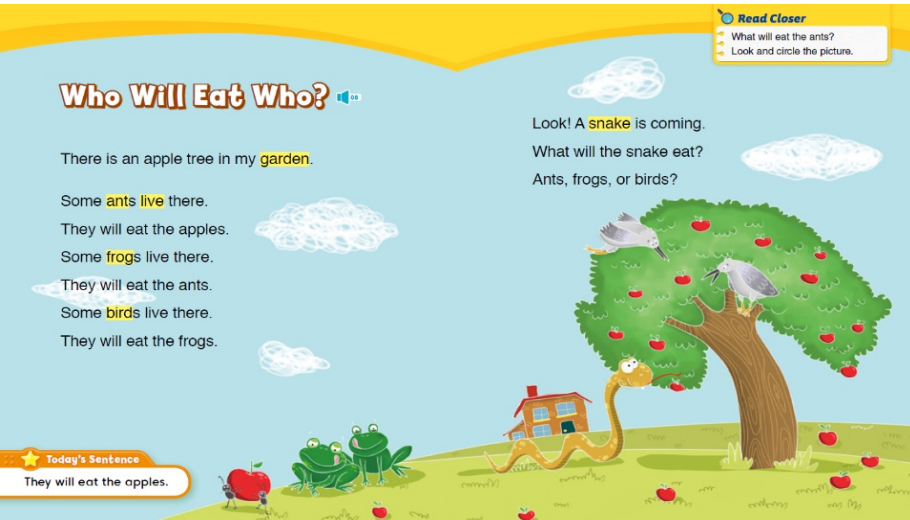 Read Closer
What will eat the ants?
Look and circle the picture.
Who Will Eat Who?
There is an apple tree in my garden.
Some ants live there.
They will eat the apples.
Some frogs live there.
They will eat the ants.
Some birds live there.
They will eat the frogs.
Look! A snake is coming.
What will the snake eat?
Ants, frogs, or birds?
Today's Sentence
They will eat the apples.